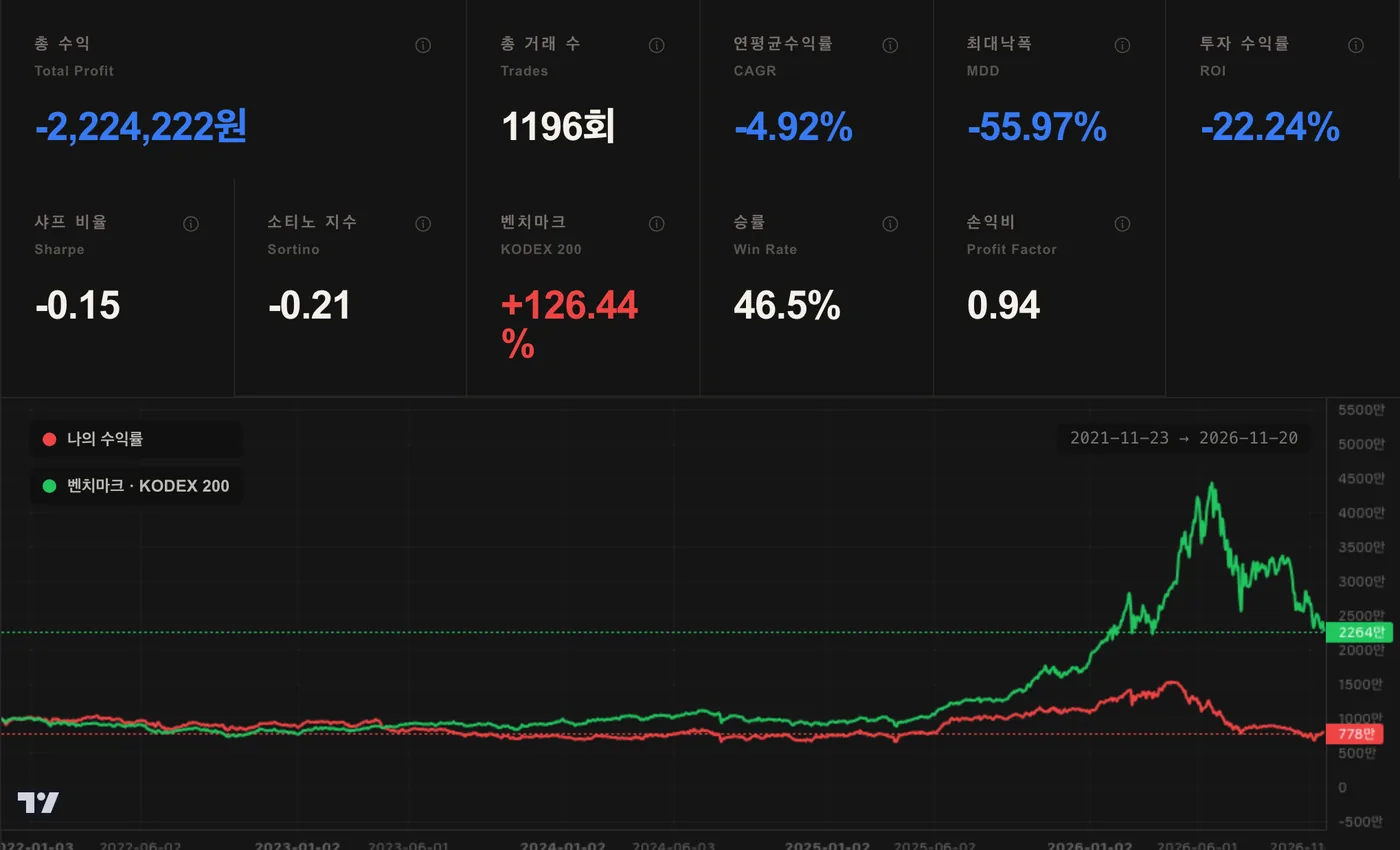 총 수익
Total Profit
-2,224,222원
총 거래 수
Trades
1196회
연평균수익률
CAGR
-4.92%
최대낙폭
MDD
-55.97%
투자 수익률
ROI
-22.24%
샤프 비율
Sharpe
-0.15
소티노 지수
Sortino
-0.21
벤치마크
KODEX 200
+126.44
%
승률
Win Rate
46.5%
손익비
Profit Factor
0.94
나의 수익률
벤치마크 · KODEX 200
2021-11-23 → 2026-11-20
5500만
5000만
4500만
4000만
3500만
3000만
2500만
2264만
2000만
1500만
1000만
778만
500만
0
-500만
22-01-03
2022-06-02
2023-01-02
2023-06-01
2024-01-02
2024-06-03
2025-01-02
2025-06-02
2026-01-02
2026-06-01
2026-11